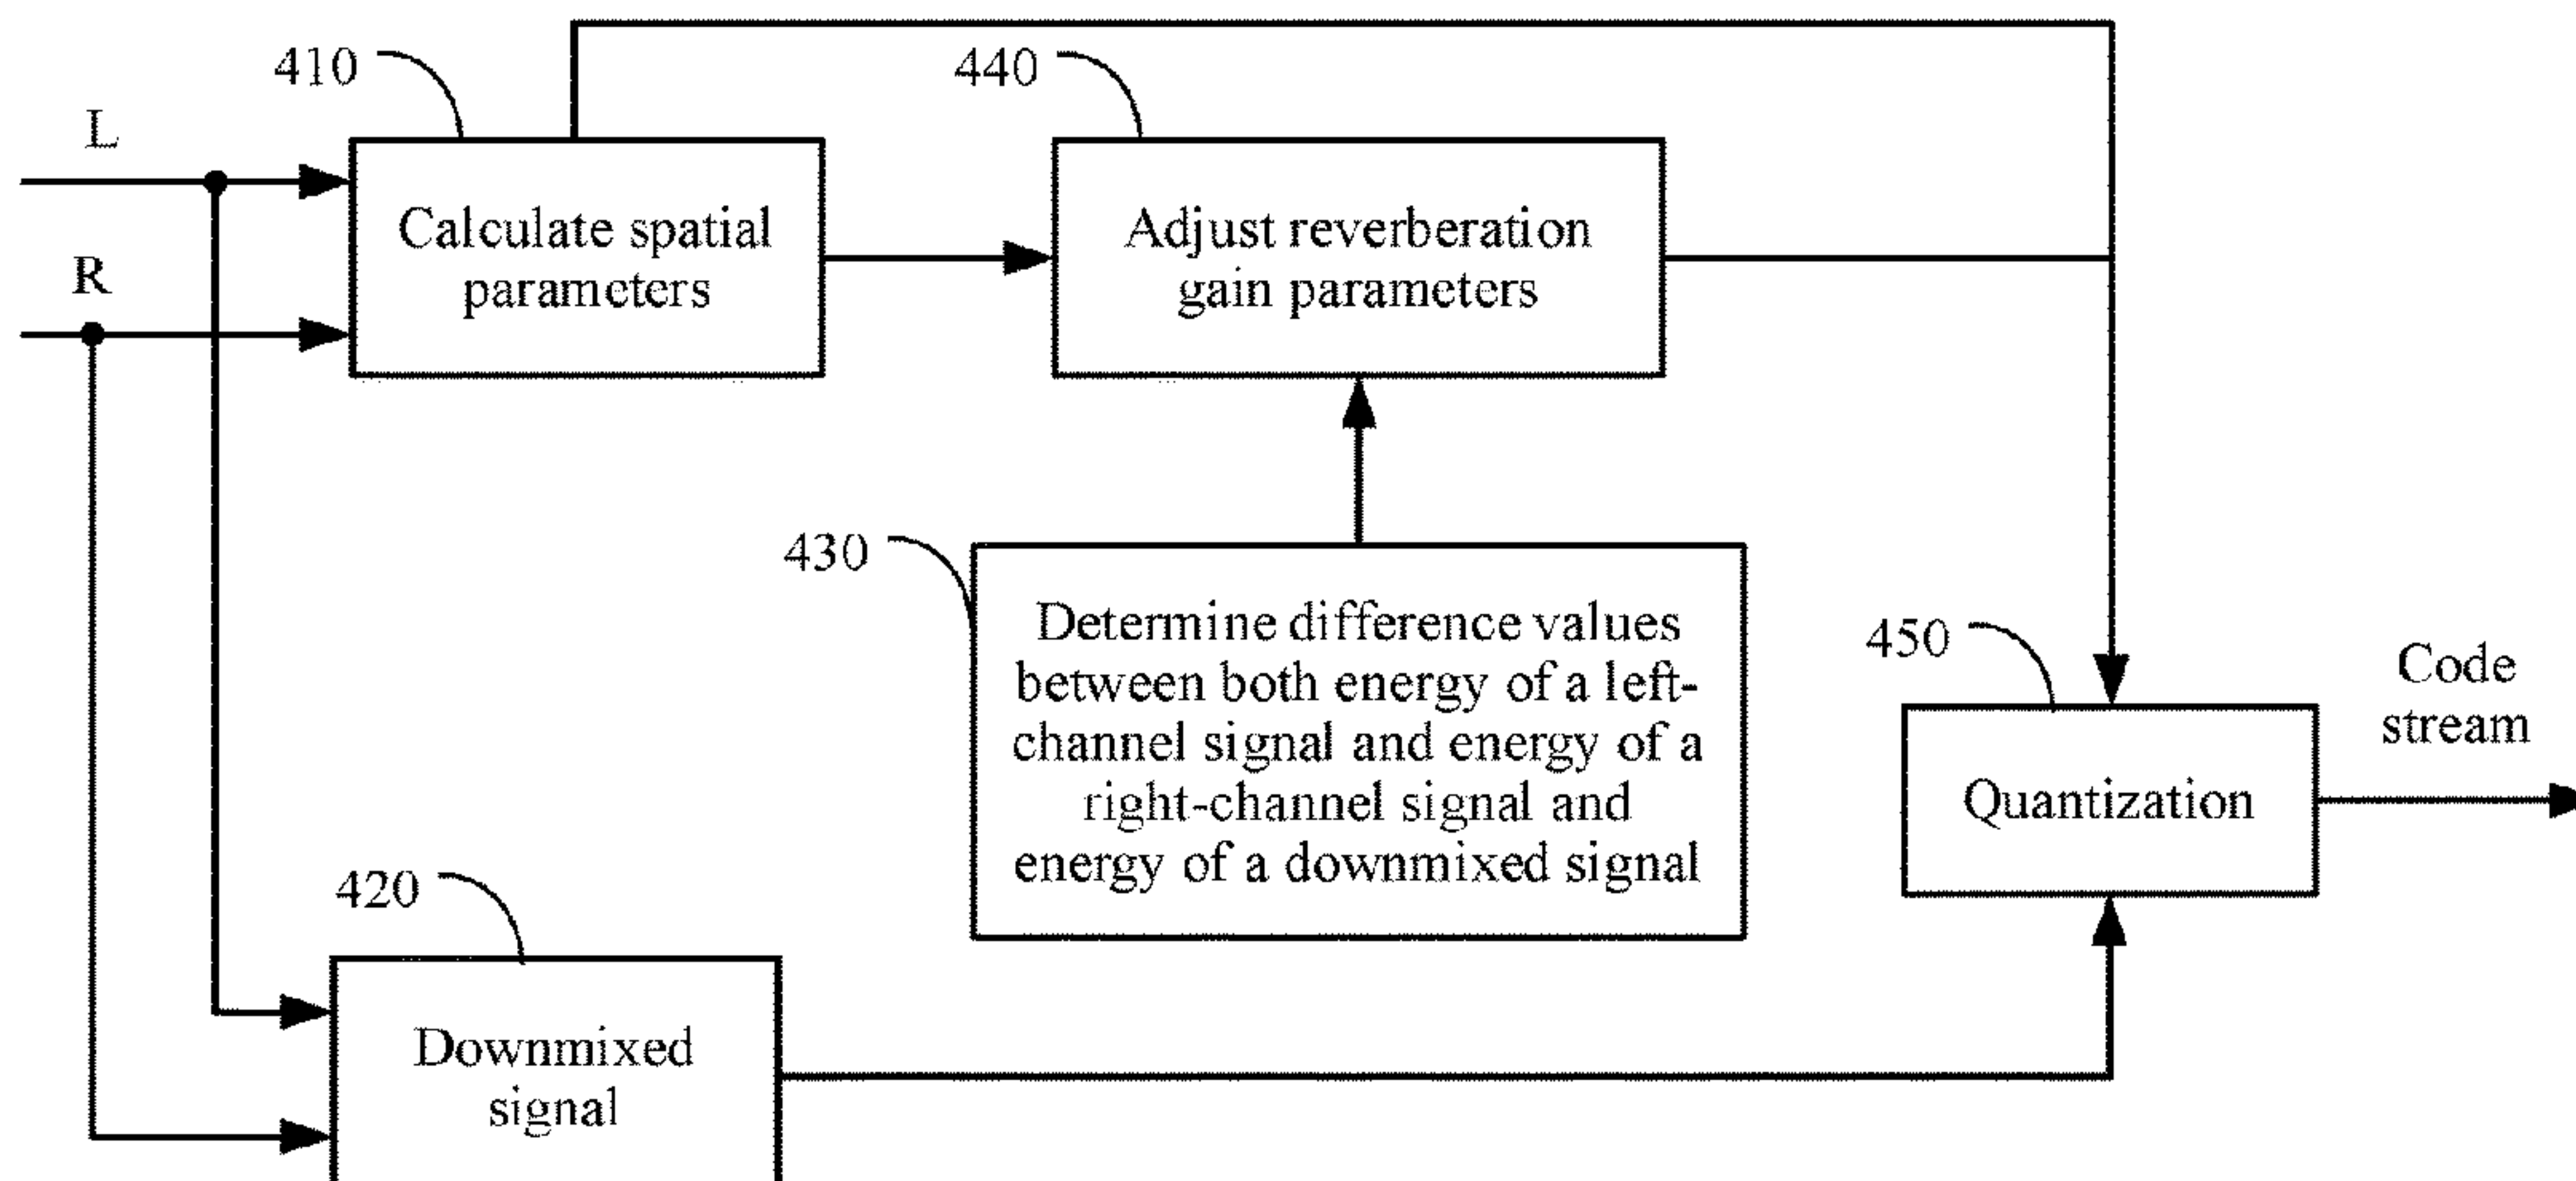 410
440
L
R
Calculate spatial
parameters
Adjust reverberation
gain parameters
430
Determine difference values
between both energy of a left-
channel signal and energy of a
right-channel signal and
energy of a downmixed signal
450
Code
stream
Quantization
420
Downmixed
signal